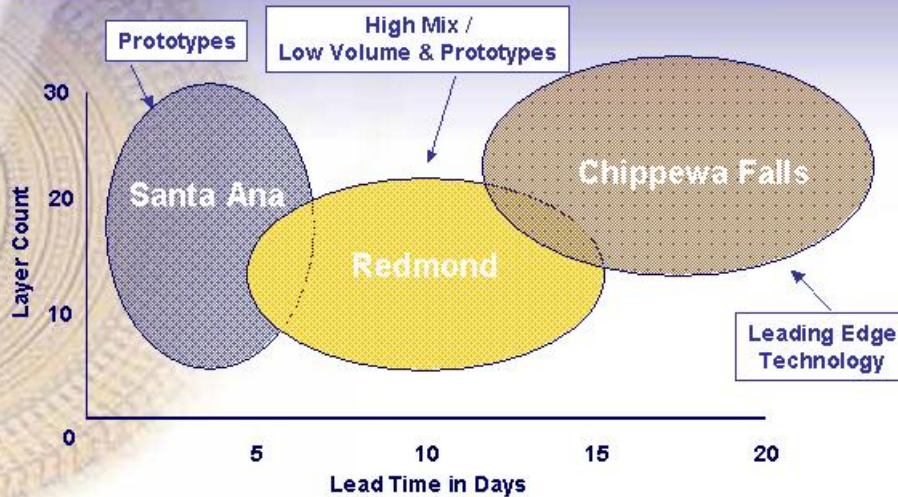 High Mix /
Low Volume & Prototypes
Prototypes
30
Chippewa Falls
Santa Ana
20
Layer Count
Redmond
10
Leading Edge
Technology
0
5 10 15 20
Lead Time in Days